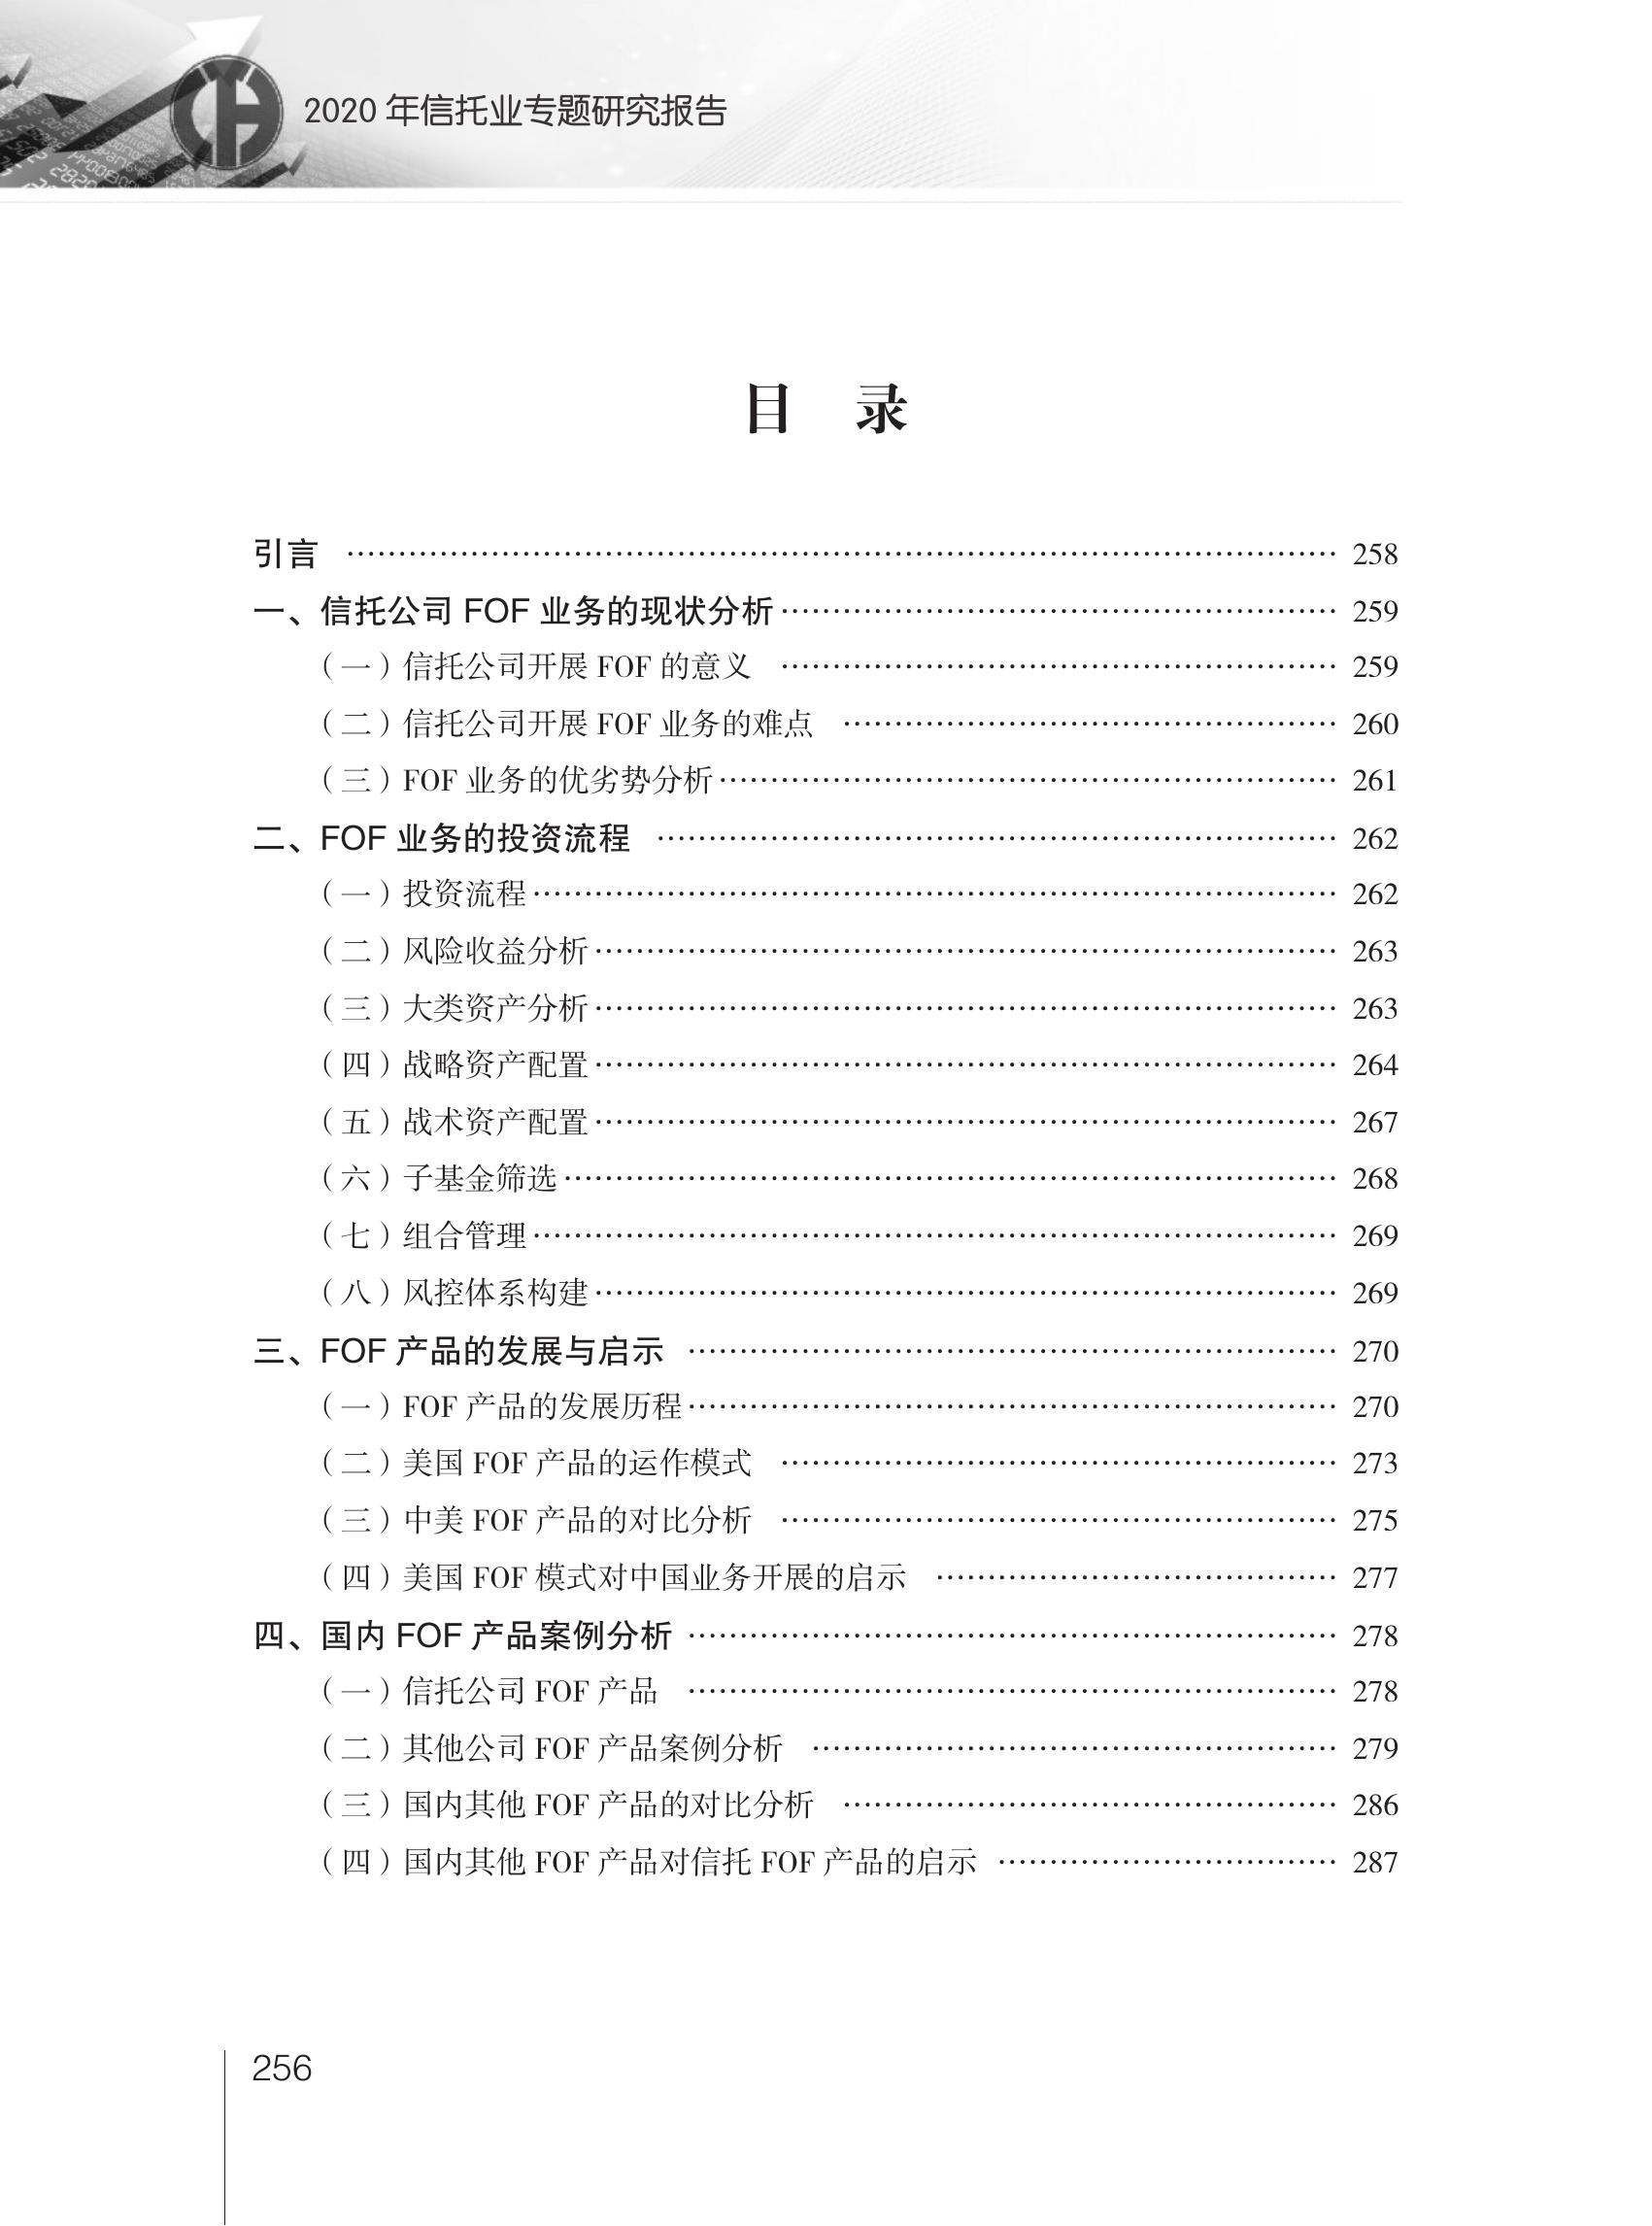 2020 年信托业专题研究报告
目 录
引言 …………………………………………………………………………………… 258
一、信托公司 FOF 业务的现状分析 ……………………………………………… 259
（一）信托公司开展 FOF 的意义 ……………………………………………… 259
（二）信托公司开展 FOF 业务的难点 ………………………………………… 260
（三）FOF 业务的优劣势分析 …………………………………………………… 261
二、FOF 业务的投资流程 ………………………………………………………… 262
（一）投资流程 …………………………………………………………………… 262
（二）风险收益分析 ……………………………………………………………… 263
（三）大类资产分析 ……………………………………………………………… 263
（四）战略资产配置 ……………………………………………………………… 264
（五）战术资产配置 ……………………………………………………………… 267
（六）子基金筛选 ………………………………………………………………… 268
（七）组合管理 …………………………………………………………………… 269
（八）风控体系构建 ……………………………………………………………… 269
三、FOF 产品的发展与启示 ……………………………………………………… 270
（一）FOF 产品的发展历程 ……………………………………………………… 270
（二）美国 FOF 产品的运作模式 ……………………………………………… 273
（三）中美 FOF 产品的对比分析 ……………………………………………… 275
（四）美国 FOF 模式对中国业务开展的启示 ………………………………… 277
四、国内 FOF 产品案例分析 ……………………………………………………… 278
（一）信托公司 FOF 产品 ……………………………………………………… 278
（二）其他公司 FOF 产品案例分析 …………………………………………… 279
（三）国内其他 FOF 产品的对比分析 ………………………………………… 286
（四）国内其他 FOF 产品对信托 FOF 产品的启示 …………………………… 287
256